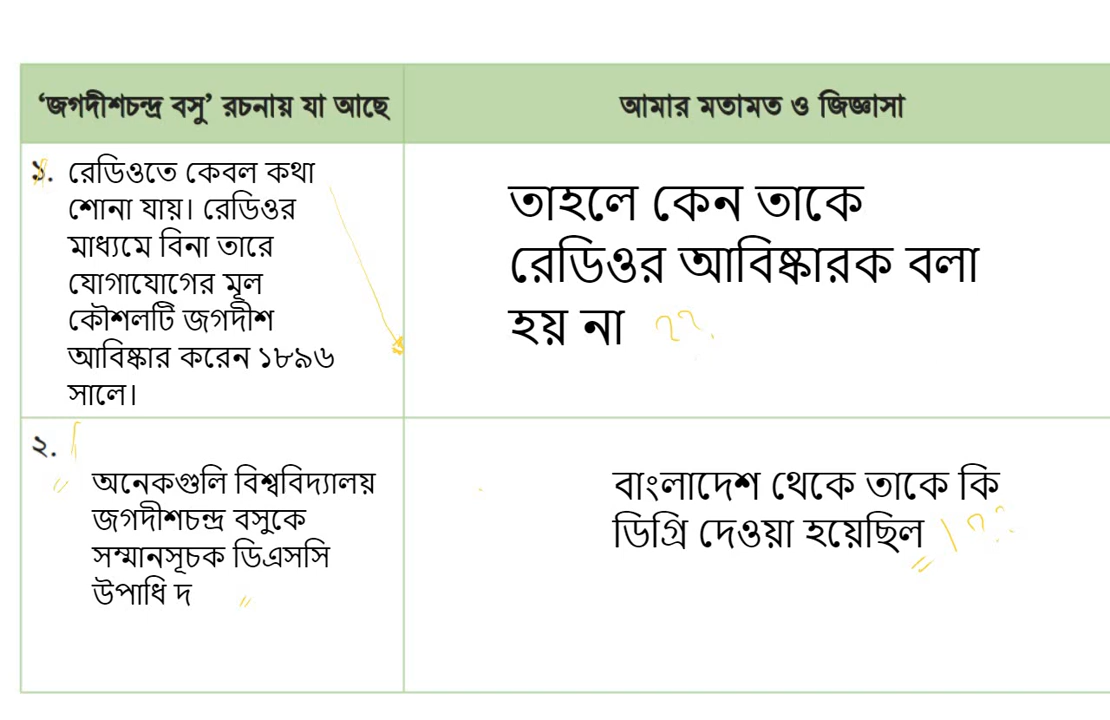 ‘জগদীশচন্দ্র বসু’ রচনায় যা আছে
আমার মতামত ও জিজ্ঞাসা
১. রেডিওতে কেবল কথা
শোনা যায়। রেডিওর
মাধ্যমে বিনা তারে
যোগাযোগের মূল
কৌশলটি জগদীশ
আবিষ্কার করেন ১৮৯৬
সালে।
তাহলে কেন তাকে
রেডিওর আবিষ্কারক বলা
হয় না ??
২.
" অনেকগুলি বিশ্ববিদ্যালয়
জগদীশচন্দ্র বসুকে
সম্মানসূচক ডিএসসি
উপাধি দ "
বাংলাদেশ থেকে তাকে কি
ডিগ্রি দেওয়া হয়েছিল